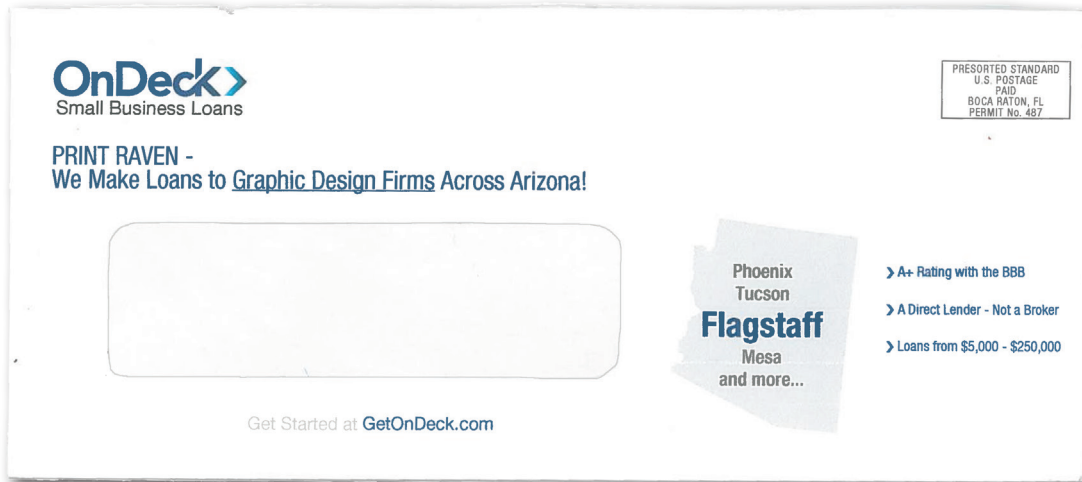 OnDeck
Small Business Loans
PRESORTED STANDARD
U.S. POSTAGE
PAID
BOCA RATON, FL
PERMIT No. 487
PRINT RAVEN -
We Make Loans to Graphic Design Firms Across Arizona!
Phoenix
Tucson
Flagstaff
Mesa
and more...
❯ A+ Rating with the BBB
❯ A Direct Lender - Not a Broker
❯ Loans from $5,000 - $250,000
Get Started at GetOnDeck.com